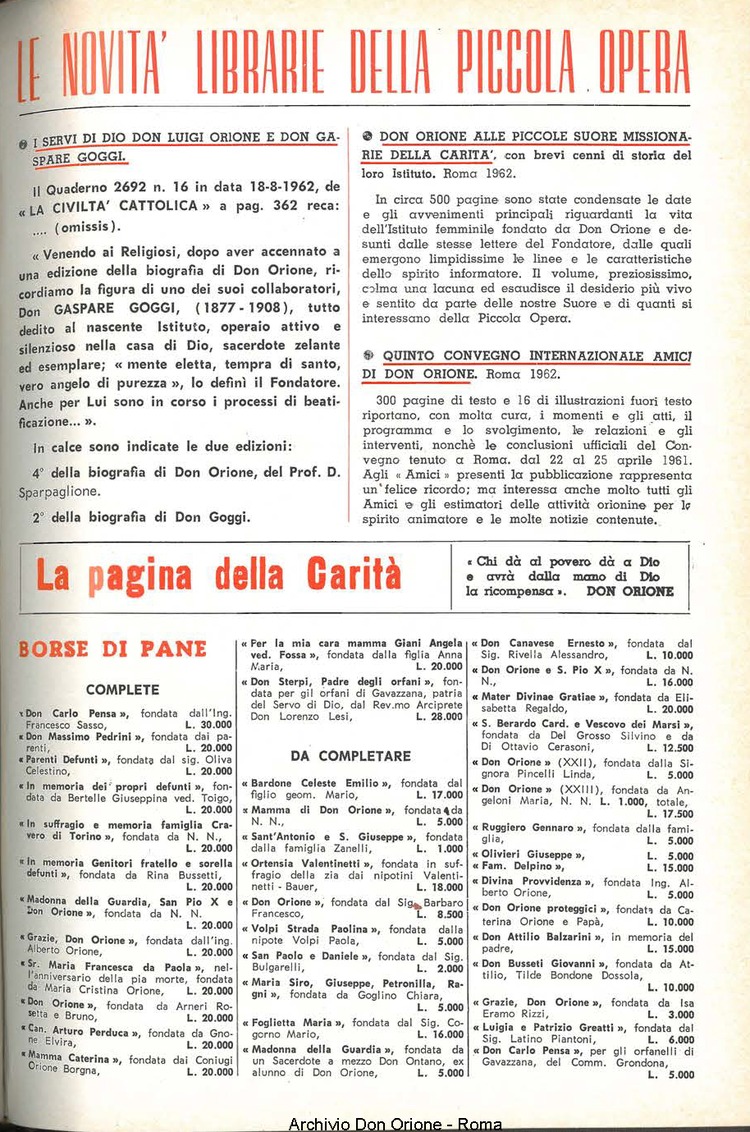 LE NOVITA' LIBRARIE DELLA PICCOLA OPERA
I SERVI DI DIO DON LUIGI ORIONE E DON GA-
SPARE GOGGI.
Il Quaderno 2692 n. 16 in data 18-8-1962, de
« LA CIVILTA' CATTOLICA » a pag. 362 reca:
.... (omissis).
« Venendo ai Religiosi, dopo aver accennato a
una edizione della biografia di Don Orione, ri-
cordiamo la figura di uno dei suoi collaboratori,
Don GASPARE GOGGI, (1877 - 1908), tutto
dedito al nascente Istituto, operaio attivo e
silenzioso nella casa di Dio, sacerdote zelante
ed esemplare; « mente eletta, tempra di santo,
vero angelo di purezza », lo definì il Fondatore.
Anche per Lui sono in corso i processi di beati-
ficazione... ».
In calce sono indicate le due edizioni:
4° della biografia di Don Orione, del Prof. D.
Sparpaglione.
2° della biografia di Don Goggi.
DON ORIONE ALLE PICCOLE SUORE MISSIONA-
RIE DELLA CARITA', con brevi cenni di storia del
loro Istituto. Roma 1962.
In circa 500 pagine sono state condensate le date
e gli avvenimenti principali riguardanti la vita
dell'Istituto femminile fondato da Don Orione e de-
sunti dalle stesse lettere del Fondatore, dalle quali
emergono limpidissime le linee e le caratteristiche
dello spirito informatore. Il volume, preziosissimo,
colma una lacuna ed esaudisce il desiderio più vivo
e sentito da parte delle nostre Suore e di quanti si
interessano della Piccola Opera.
QUINTO CONVEGNO INTERNAZIONALE AMICI
DI DON ORIONE. Roma 1962.
300 pagine di testo e 16 di illustrazioni fuori testo
riportano, con molta cura, i momenti e gli atti, il
programma e lo svolgimento, le relazioni e gli
interventi, nonchè le conclusioni ufficiali del Con-
vegno tenuto a Roma. dal 22 al 25 aprile 1961.
Agli « Amici » presenti la pubblicazione rappresenta
un felice ricordo; ma interessa anche molto tutti gli
Amici e gli estimatori delle attività orionine per lo
spirito animatore e le molte notizie contenute.
La pagina della Carità
« Chi dà al povero dà a Dio
e avrà dalla mano di Dio
la ricompensa ». DON ORIONE
BORSE DI PANE
COMPLETE
« Don Carlo Pensa », fondata dall'Ing.
Francesco Sasso, L. 30.000
« Don Massimo Pedrini », fondata dai pa-
renti, L. 20.000
« Parenti Defunti », fondata dal sig. Oliva
Celestino, L. 20.000
« In memoria dei propri defunti », fon-
data da Bertelle Giuseppina ved. Toigo,
L. 20.000
« In suffragio e memoria famiglia Cra-
vero di Torino », fondata da N. N.,
L. 20.000
« In memoria Genitori fratello e sorella
defunti », fondata da Rina Bussetti,
L. 20.000
« Madonna della Guardia, San Pio X e
Don Orione », fondata da N. N.
L. 20.000
« Grazie, Don Orione », fondata dall'ing.
Alberto Orione, L. 20.000
« Sr. Maria Francesca da Paola », nel-
l'anniversario della pia morte, fondata
da Maria Cristina Orione, L. 20.000
« Don Orione », fondata da Arneri Ro-
setta e Bruno, L. 20.000
« Can. Arturo Perduca », fondata da Gno-
ne Elvira, L. 20.000
« Mamma Caterina », fondata dai Coniugi
Orione Borgna, L. 20.000
« Per la mia cara mamma Giani Angela
ved. Fossa », fondata dalla figlia Anna
Maria, L. 20.000
« Don Sterpi, Padre degli orfani », fon-
data per gil orfani di Gavazzana, patria
del Servo di Dio, dal Rev.mo Arciprete
Don Lorenzo Lesi, L. 28.000
DA COMPLETARE
« Bardone Celeste Emilio », fondata dal
figlio geom. Mario, L. 17.000
« Mamma di Don Orione », fondata da
N. N., L. 5.000
« Sant'Antonio e S. Giuseppe », fondata
dalla famiglia Zanelli, L. 1.000
« Ortensia Valentinetti », fondata in suf-
fragio della zia dai nipotini Valenti-
netti - Bauer, L. 18.000
« Don Orione », fondata dal Sig. Barbaro
Francesco, L. 8.500
« Volpi Strada Paolina », fondata dalla
nipote Volpi Paola, L. 5.000
« San Paolo e Daniele », fondata dal Sig.
Bulgarelli, L. 2.000
« Maria Siro, Giuseppe, Petronilla, Ra-
gni », fondata da Goglino Chiara,
L. 5.000
« Foglietta Maria », fondata dal Sig. Co-
gorno Mario, L. 16.000
« Madonna della Guardia », fondata da
un Sacerdote a mezzo Don Ontano, ex
alunno di Don Orione, L. 5.000
« Don Canavese Ernesto », fondata dal
Sig. Rivella Alessandro, L. 10.000
« Don Orione e S. Pio X », fondata da N.
N., L. 16.000
« Mater Divinae Gratiae », fondata da Eli-
sabetta Regaldo, L. 20.000
« S. Berardo Card. e Vescovo dei Marsi »,
fondata da Del Grosso Silvino e da
Di Ottavio Cerasoni, L. 12.500
« Don Orione » (XXII), fondata dalla Si-
gnora Pincelli Linda, L. 5.000
« Don Orione » (XXIII), fondata da An-
geloni Maria, N. N. L. 1.000, totale,
L. 17.500
« Ruggiero Gennaro », fondata dalla fami-
glia, L. 5.000
« Olivieri Giuseppe », L. 5.000
« Fam. Delpino », L. 15.000
« Divina Provvidenza », fondata Ing. Al-
berto Orione, L. 5.000
« Don Orione proteggici », fondata da Ca-
terina Orione e Papà, L. 10.000
« Don Attilio Balzarini », in memoria del
padre, L. 15.000
« Don Busseti Giovanni », fondata da At-
tilio, Tilde Bondone Dossola,
L. 10.000
« Grazie, Don Orione », fondata da Isa
Eramo Rizzi, L. 3.000
« Luigia e Patrizio Greatti », fondata dal
Sig. Latino Piantoni, L. 6.000
« Don Carlo Pensa », per gli orfanelli di
Gavazzana, del Comm. Grondona,
L. 5.000
Archivio Don Orione - Roma